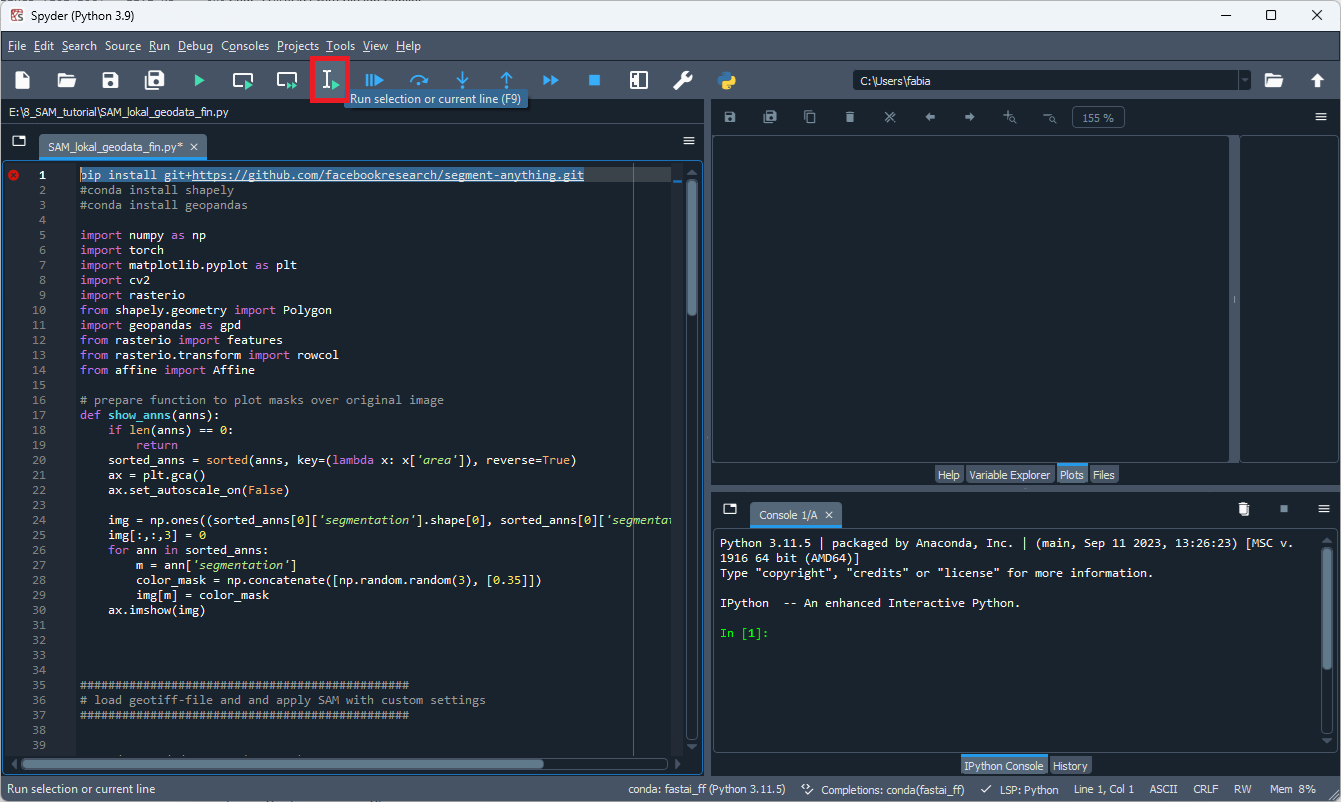 Spyder (Python 3.9)
File Edit Search Source Run Debug Consoles Projects Tools View Help
C:\Users\fabia
Run selection or current line (F9)
E:\8_SAM_tutorial\SAM_lokal_geodata_fin.py
155 %
SAM_lokal_geodata_fin.py*
1 pip install git+https://github.com/facebookresearch/segment-anything.git
2 #conda install shapely
3 #conda install geopandas
4
5 import numpy as np
6 import torch
7 import matplotlib.pyplot as plt
8 import cv2
9 import rasterio
10 from shapely.geometry import Polygon
11 import geopandas as gpd
12 from rasterio import features
13 from rasterio.transform import rowcol
14 from affine import Affine
15
16 # prepare function to plot masks over original image
17 def show_anns(anns):
18 if len(anns) == 0:
19 return
20 sorted_anns = sorted(anns, key=(lambda x: x['area']), reverse=True)
21 ax = plt.gca()
22 ax.set_autoscale_on(False)
23
24 img = np.ones((sorted_anns[0]['segmentation'].shape[0], sorted_anns[0]['segmentat
25 img[:,:,3] = 0
26 for ann in sorted_anns:
27 m = ann['segmentation']
28 color_mask = np.concatenate([np.random.random(3), [0.35]])
29 img[m] = color_mask
30 ax.imshow(img)
31
32
33
34
35 ###############################################
36 # load geotiff-file and and apply SAM with custom settings
37 ###############################################
38
39
Help Variable Explorer Plots Files
Console 1/A
Python 3.11.5 | packaged by Anaconda, Inc. | (main, Sep 11 2023, 13:26:23) [MSC v.
1916 64 bit (AMD64)]
Type "copyright", "credits" or "license" for more information.
IPython -- An enhanced Interactive Python.
In [1]:
IPython Console History
Run selection or current line
conda: fastai_ff (Python 3.11.5) Completions: conda(fastai_ff) LSP: Python Line 1, Col 1 ASCII CRLF RW Mem 8%